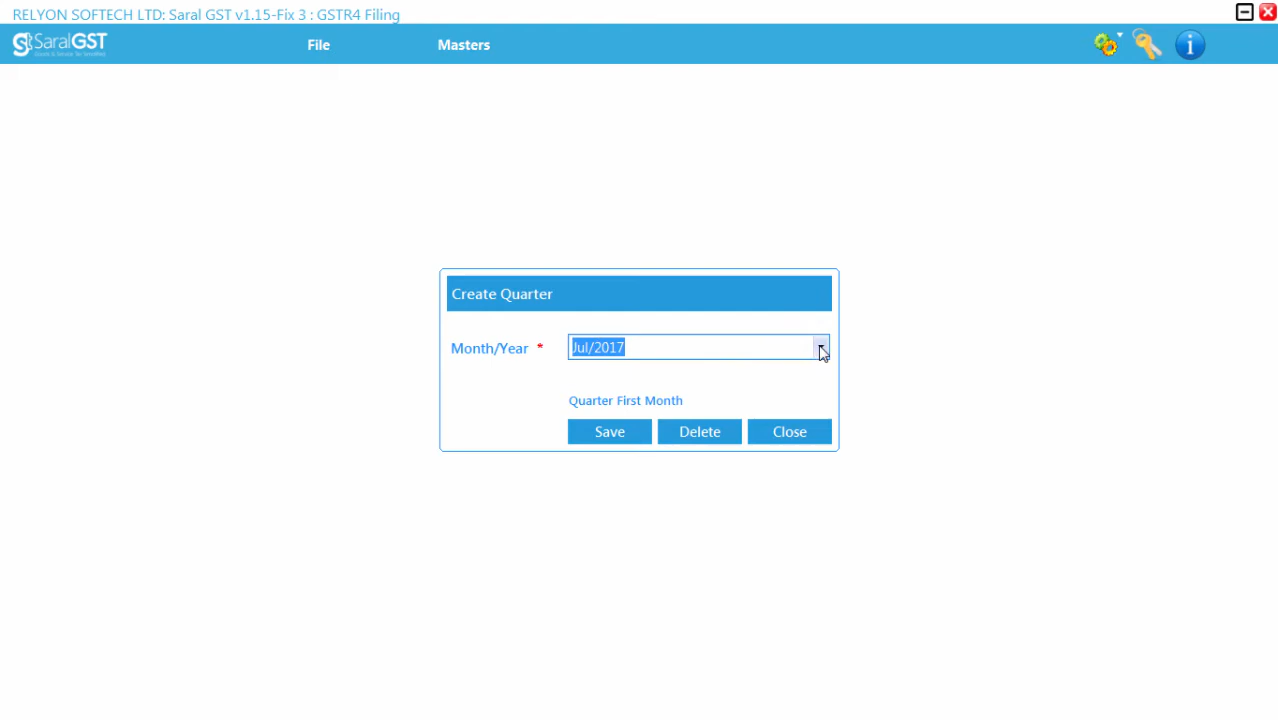 RELYON SOFTECH LTD: Saral GST v1.15-Fix 3 : GSTR4 Filing
SaralGST
File
Masters
Create Quarter
Month/Year *
Jul/2017
Quarter First Month
Save
Delete
Close